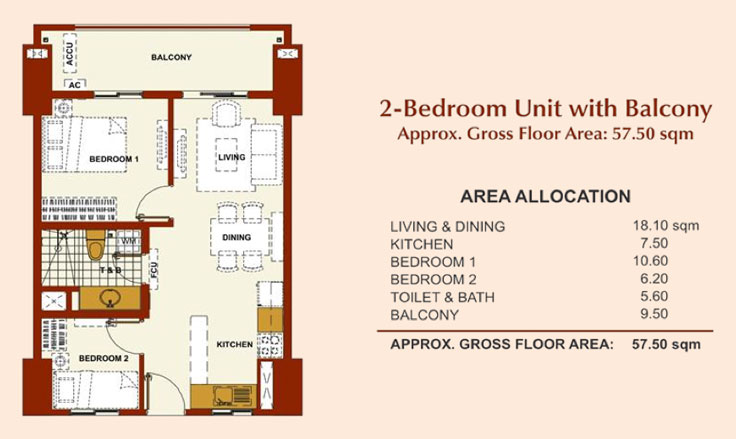 ACCU
BALCONY
AC
BEDROOM 1
LIVING
DINING
WM
T & B
FCU
BEDROOM 2
KITCHEN
2-Bedroom Unit with Balcony
Approx. Gross Floor Area: 57.50 sqm
AREA ALLOCATION
LIVING & DINING 18.10 sqm
KITCHEN 7.50
BEDROOM 1 10.60
BEDROOM 2 6.20
TOILET & BATH 5.60
BALCONY 9.50
APPROX. GROSS FLOOR AREA: 57.50 sqm